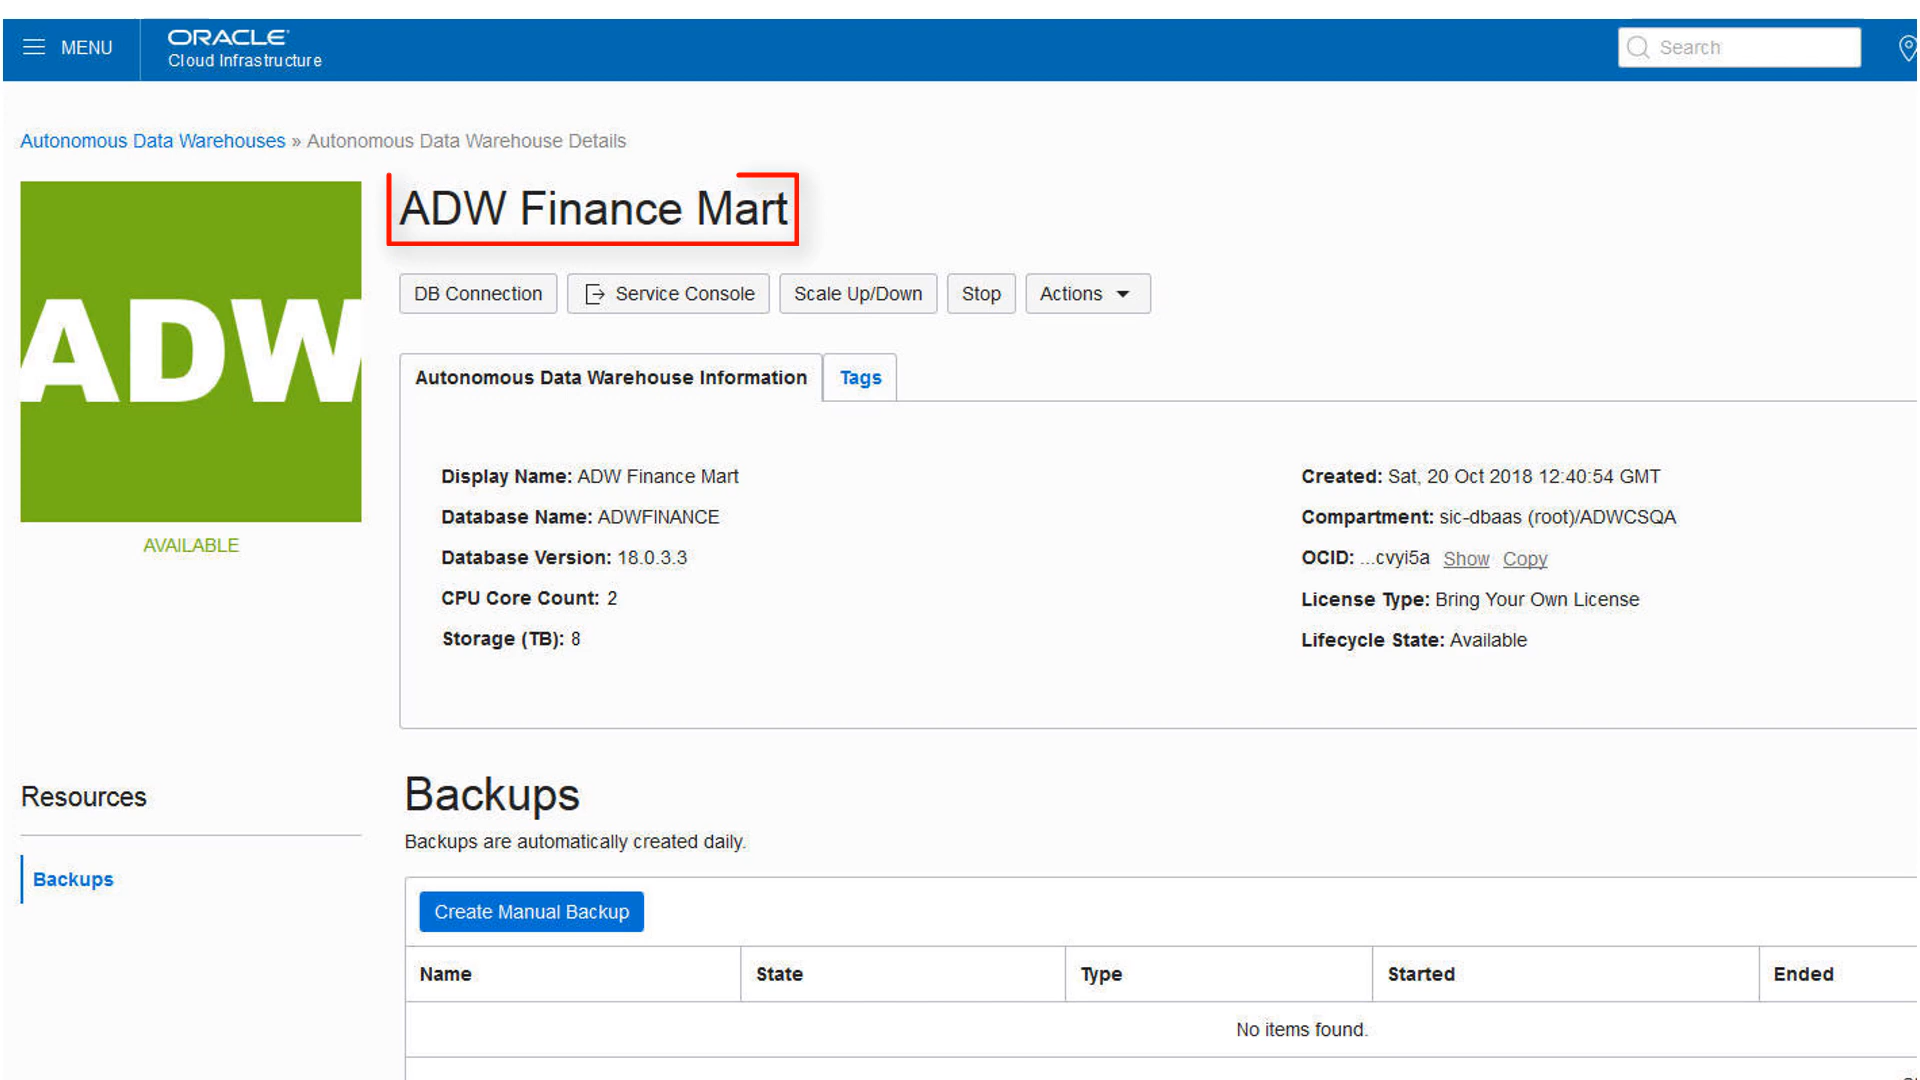 MENU
ORACLE
Cloud Infrastructure
Search
Autonomous Data Warehouses » Autonomous Data Warehouse Details
ADW
AVAILABLE
ADW Finance Mart
DB Connection
Service Console
Scale Up/Down
Stop
Actions
Autonomous Data Warehouse Information
Tags
Display Name: ADW Finance Mart
Database Name: ADWFINANCE
Database Version: 18.0.3.3
CPU Core Count: 2
Storage (TB): 8
Created: Sat, 20 Oct 2018 12:40:54 GMT
Compartment: sic-dbaas (root)/ADWCSQA
OCID: ...cvyi5a Show Copy
License Type: Bring Your Own License
Lifecycle State: Available
Resources
Backups
Backups
Backups are automatically created daily.
Create Manual Backup
Name State Type Started Ended
No items found.